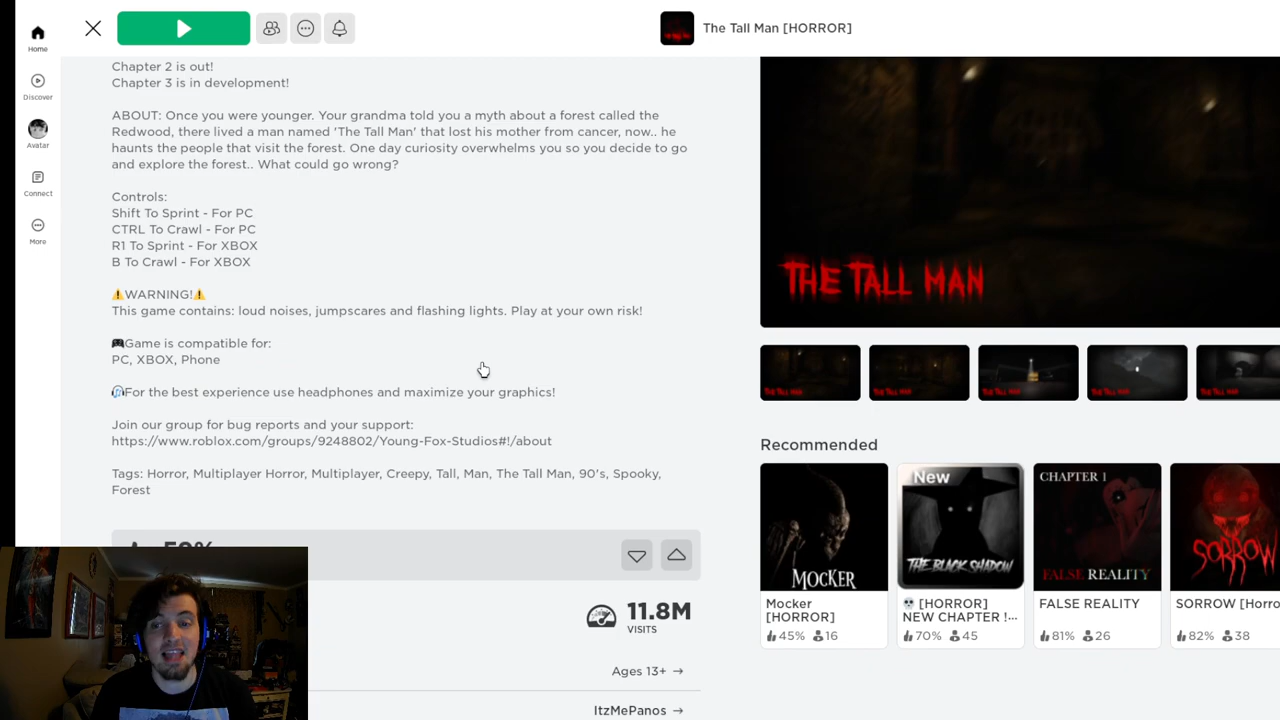 The Tall Man [HORROR]
Home
Discover
Avatar
Connect
More
Chapter 2 is out!
Chapter 3 is in development!
ABOUT: Once you were younger. Your grandma told you a myth about a forest called the
Redwood, there lived a man named 'The Tall Man' that lost his mother from cancer, now.. he
haunts the people that visit the forest. One day curiosity overwhelms you so you decide to go
and explore the forest.. What could go wrong?
Controls:
Shift To Sprint - For PC
CTRL To Crawl - For PC
R1 To Sprint - For XBOX
B To Crawl - For XBOX
⚠️WARNING!⚠️
This game contains: loud noises, jumpscares and flashing lights. Play at your own risk!
🎮Game is compatible for:
PC, XBOX, Phone
🎧For the best experience use headphones and maximize your graphics!
Join our group for bug reports and your support:
https://www.roblox.com/groups/9248802/Young-Fox-Studios#!/about
Tags: Horror, Multiplayer Horror, Multiplayer, Creepy, Tall, Man, The Tall Man, 90's, Spooky,
Forest
11.8M
VISITS
Ages 13+ →
ItzMePanos →
THE TALL MAN
Recommended
MOCKER
Mocker
[HORROR]
45% 16
New
THE BLACK SHADOW
💀 [HORROR]
NEW CHAPTER !...
70% 45
CHAPTER 1
FALSE REALITY
FALSE REALITY
81% 26
SORROW
SORROW [Horro
82% 38